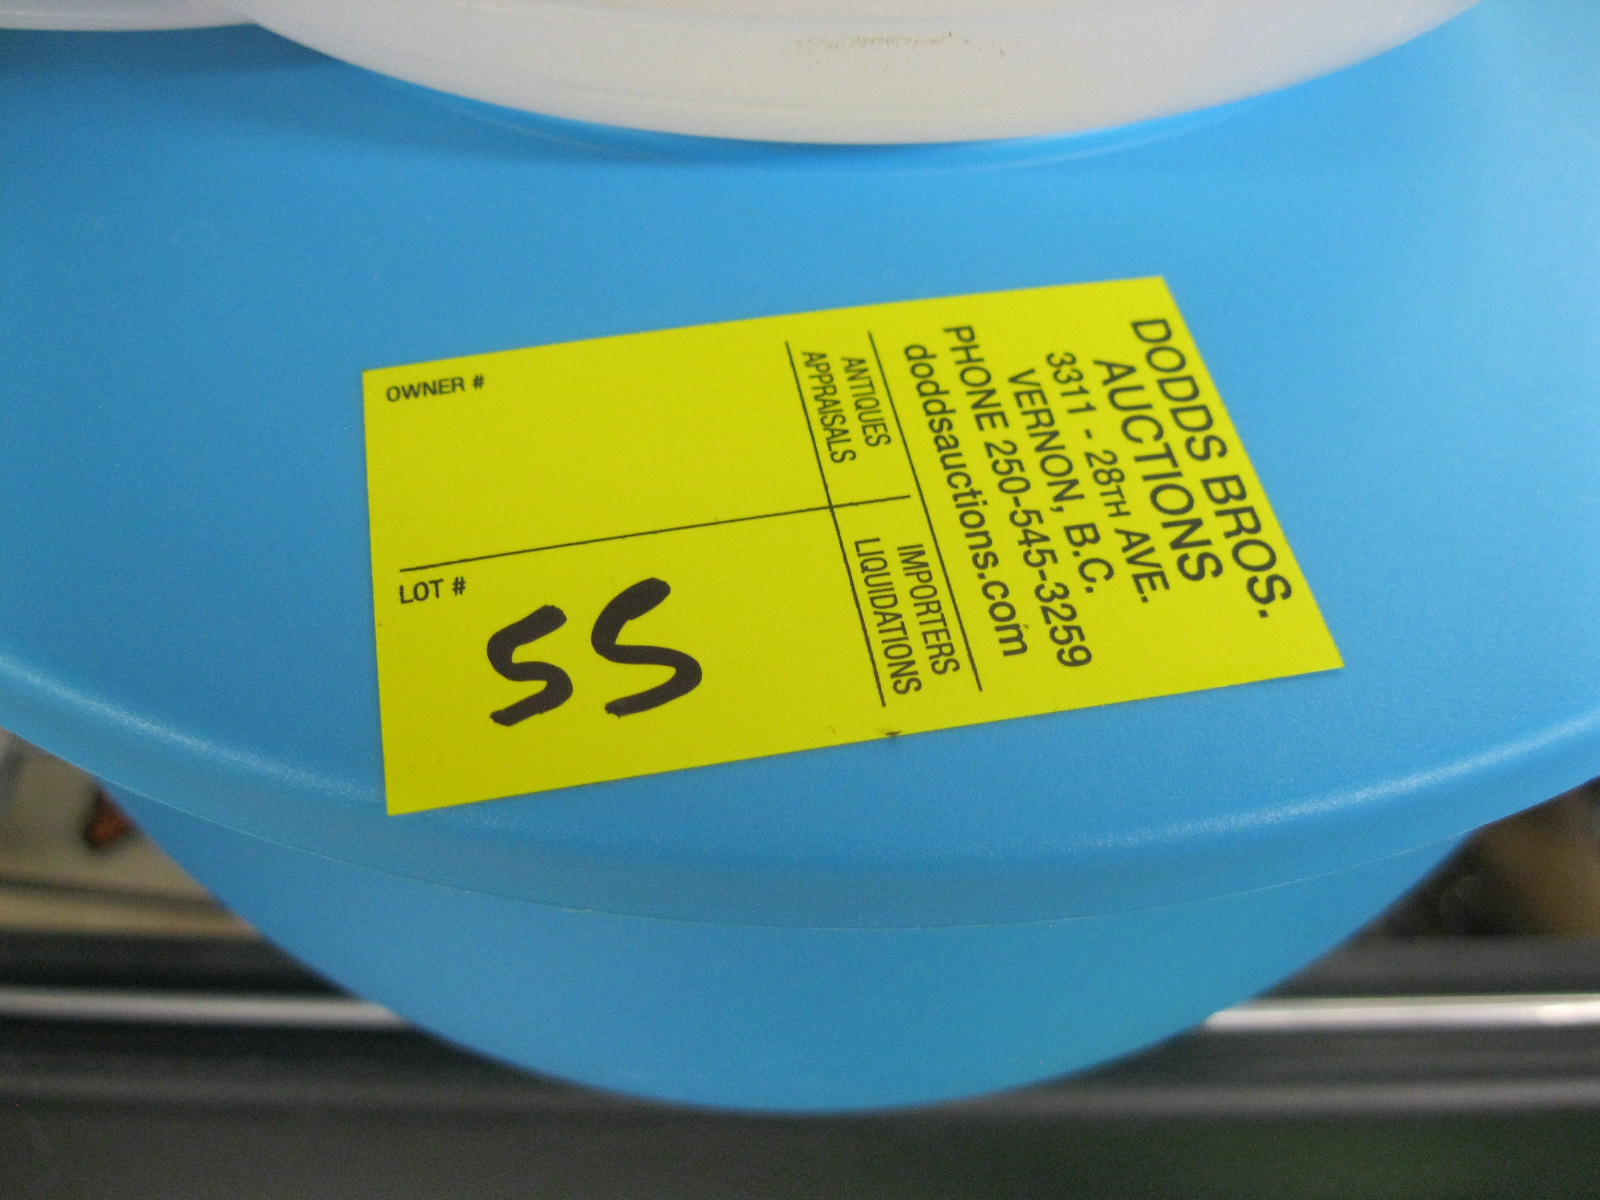 DODDS BROS.
AUCTIONS
3311 - 28TH AVE.
VERNON, B.C.
PHONE 250-545-3259
doddsauctions.com
ANTIQUES IMPORTERS
APPRAISALS LIQUIDATIONS
OWNER #
LOT #
55